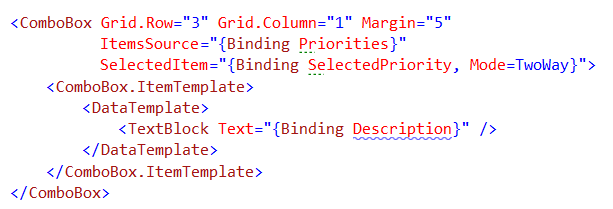 <ComboBox Grid.Row="3" Grid.Column="1" Margin="5"
ItemsSource="{Binding Priorities}"
SelectedItem="{Binding SelectedPriority, Mode=TwoWay}">
<ComboBox.ItemTemplate>
<DataTemplate>
<TextBlock Text="{Binding Description}" />
</DataTemplate>
</ComboBox.ItemTemplate>
</ComboBox>